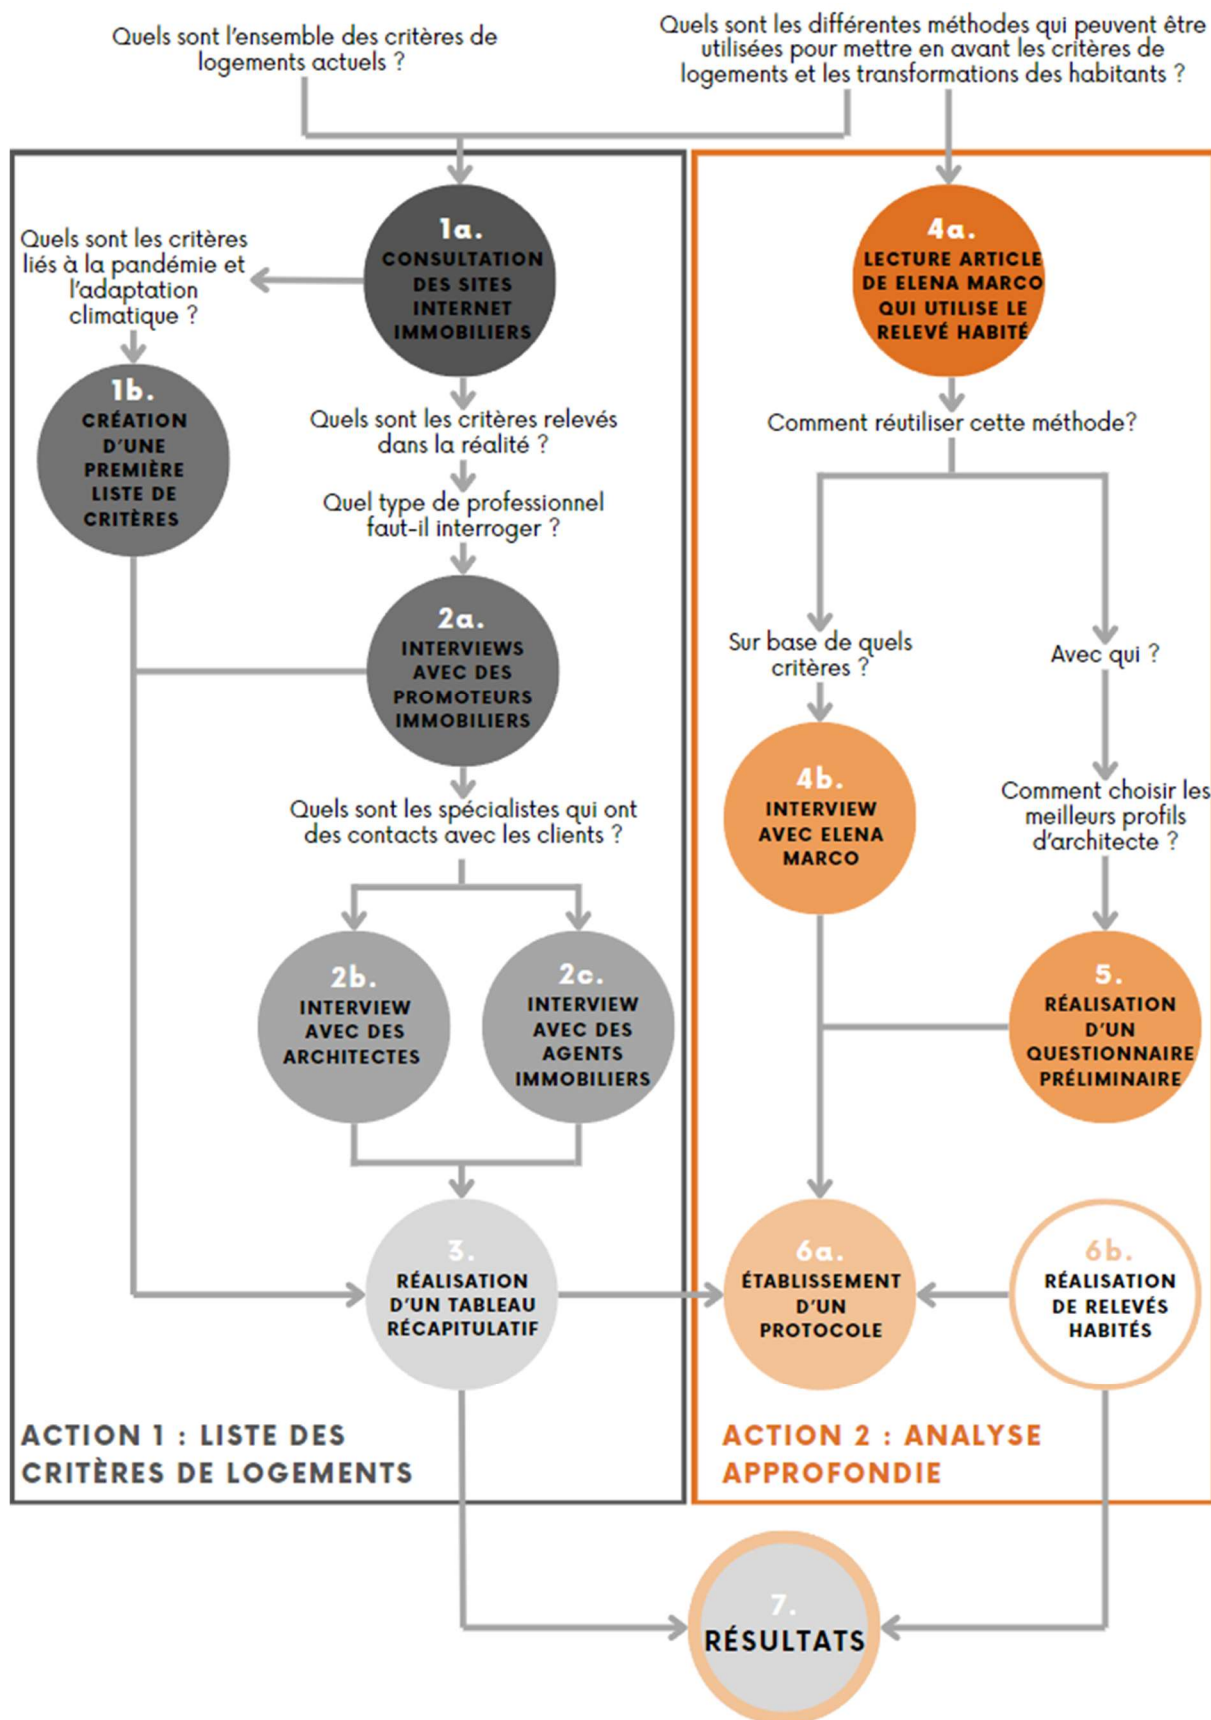 Quels sont l'ensemble des critères de
logements actuels ?
Quels sont les différentes méthodes qui peuvent être
utilisées pour mettre en avant les critères de
logements et les transformations des habitants ?
1a.
CONSULTATION
DES SITES
INTERNET
IMMOBILIERS
Quels sont les critères
liés à la pandémie et
l'adaptation
climatique ?
1b.
CRÉATION
D'UNE
PREMIÈRE
LISTE DE
CRITÈRES
Quels sont les critères relevés
dans la réalité ?
Quel type de professionnel
faut-il interroger ?
2a.
INTERVIEWS
AVEC DES
PROMOTEURS
IMMOBILIERS
Quels sont les spécialistes qui ont
des contacts avec les clients ?
2b.
INTERVIEW
AVEC DES
ARCHITECTES
2c.
INTERVIEW
AVEC DES
AGENTS
IMMOBILIERS
3.
RÉALISATION
D'UN TABLEAU
RÉCAPITULATIF
ACTION 1 : LISTE DES
CRITÈRES DE LOGEMENTS
4a.
LECTURE ARTICLE
DE ELENA MARCO
QUI UTILISE LE
RELEVÉ HABITÉ
Comment réutiliser cette méthode?
Sur base de quels
critères ?
4b.
INTERVIEW
AVEC ELENA
MARCO
Avec qui ?
Comment choisir les
meilleurs profils
d'architecte ?
5.
RÉALISATION
D'UN
QUESTIONNAIRE
PRÉLIMINAIRE
6a.
ÉTABLISSEMENT
D'UN
PROTOCOLE
6b.
RÉALISATION
DE RELEVÉS
HABITÉS
ACTION 2 : ANALYSE
APPROFONDIE
7.
RÉSULTATS